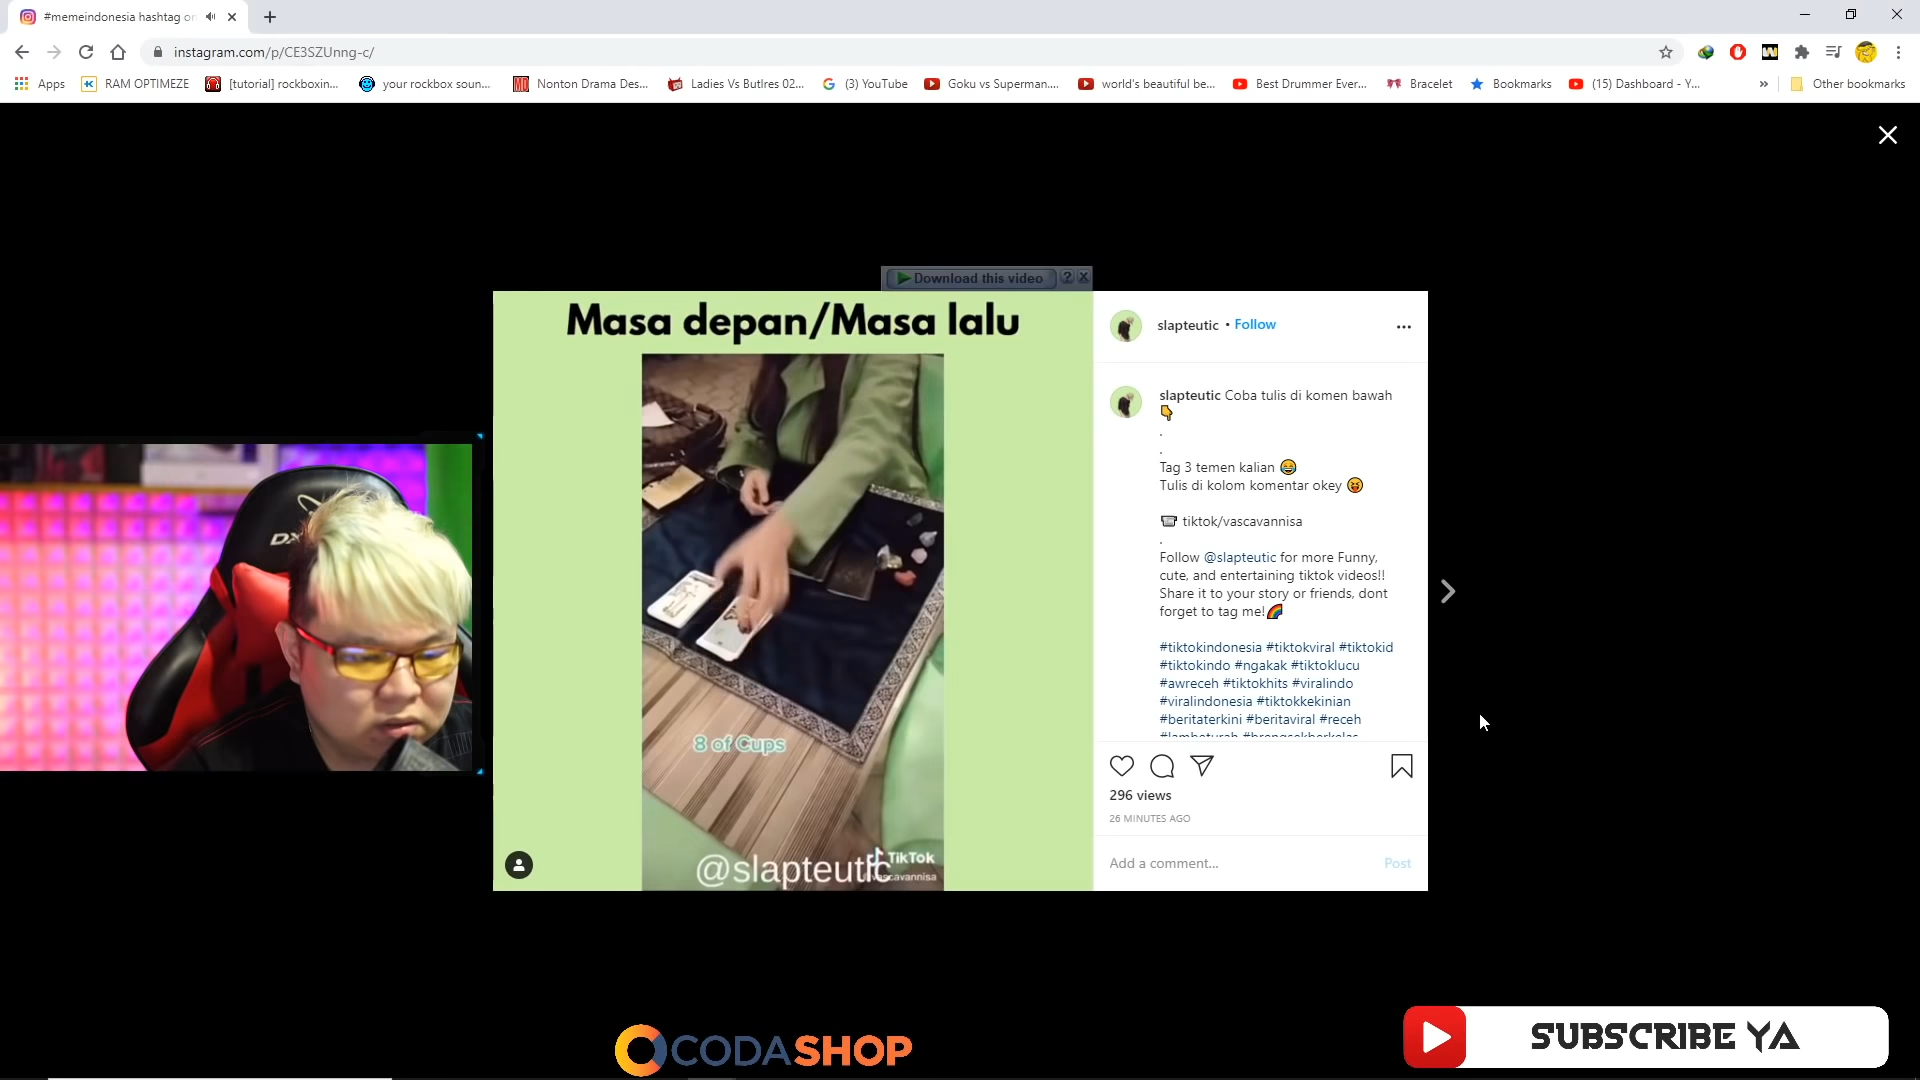 #memeindonesia hashtag on
instagram.com/p/CE3SZUnng-c/
Apps
RAM OPTIMEZE
[tutorial] rockboxin...
your rockbox soun...
Nonton Drama Des...
Ladies Vs Butlres 02...
(3) YouTube
Goku vs Superman....
world's beautiful be...
Best Drummer Ever...
Bracelet
Bookmarks
(15) Dashboard - Y...
Other bookmarks
Download this video
Masa depan/Masa lalu
8 of Cups
@slapteutic
TikTok
vascavannisa
slapteutic • Follow
slapteutic Coba tulis di komen bawah
👇
.
.
Tag 3 temen kalian 😂
Tulis di kolom komentar okey 😝
📹 tiktok/vascavannisa
.
Follow @slapteutic for more Funny,
cute, and entertaining tiktok videos!!
Share it to your story or friends, dont
forget to tag me!🌈
#tiktokindonesia #tiktokviral #tiktokid
#tiktokindo #ngakak #tiktoklucu
#awreceh #tiktokhits #viralindo
#viralindonesia #tiktokkekinian
#beritaterkini #beritaviral #receh
296 views
26 MINUTES AGO
Add a comment...
Post
DX
CODASHOP
SUBSCRIBE YA